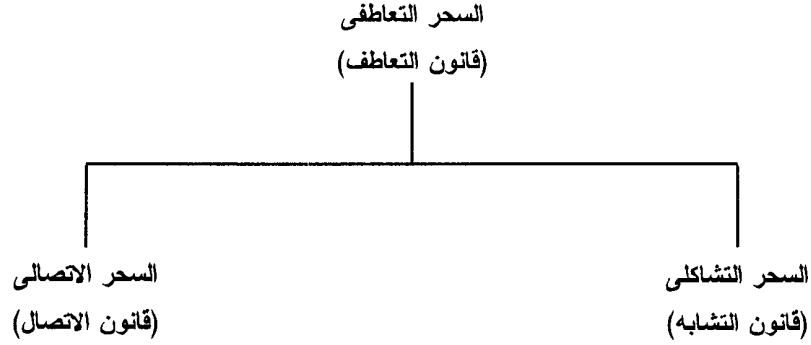 السحر التعاطفى
(قانون التعاطف)
السحر التشاكلى
(قانون التشابه)
السحر الاتصالى
(قانون الاتصال)